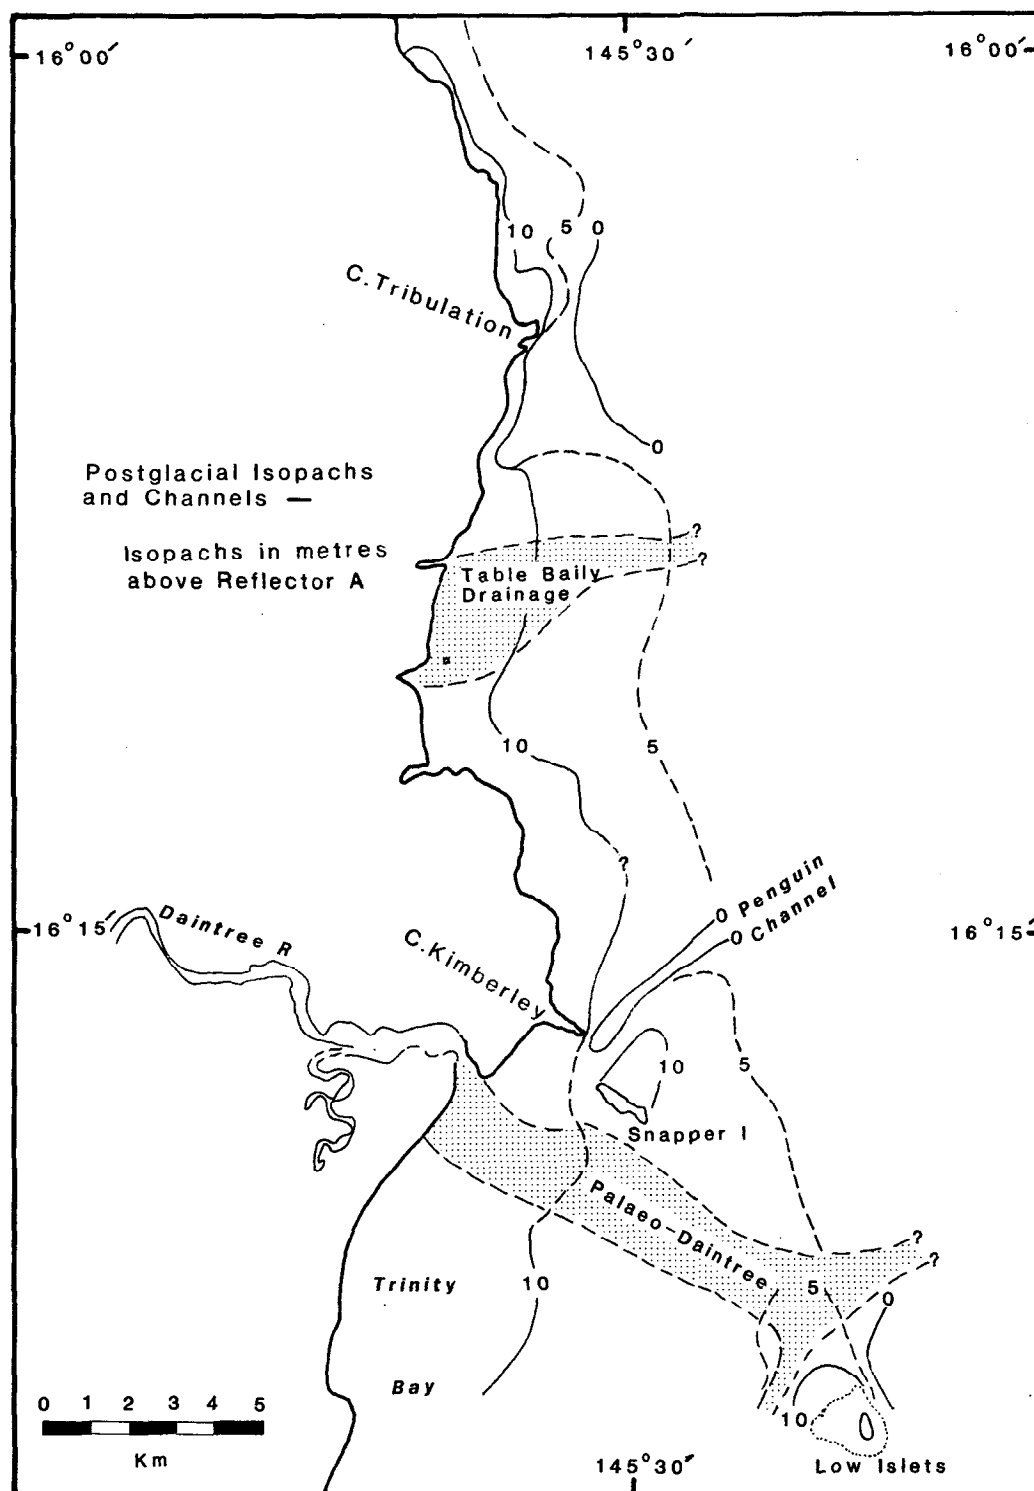 16°00′
145°30′
16°00′
10 5 0
C.Tribulation
0
Postglacial Isopachs
and Channels —
Isopachs in metres
above Reflector A
?
?
Table Baily
Drainage
10
5
?
0 Penguin
0 Channel
16°15′
Daintree R
C.Kimberley
16°15′
10
5
Snapper I
Palaeo-Daintree
?
?
Trinity
10
5
0
Bay
0 1 2 3 4 5
Km
10
145°30′
Low Islets